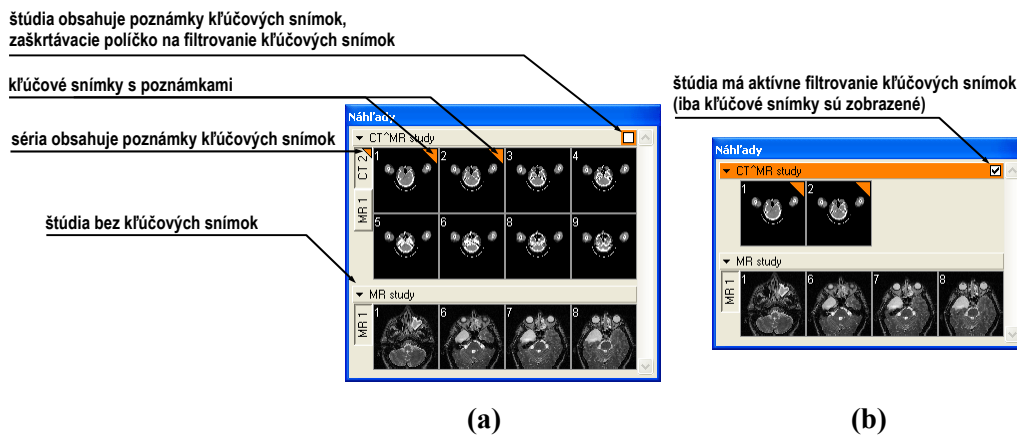 štúdia obsahuje poznámky kľúčových snímok,
zaškrtávacie políčko na filtrovanie kľúčových snímok
kľúčové snímky s poznámkami
séria obsahuje poznámky kľúčových snímok
štúdia bez kľúčových snímok
Náhľady
CT^MR study
CT 2
MR 1
1 2 3 4
5 6 8 9
MR study
MR 1
1 6 7 8
(a)
štúdia má aktívne filtrovanie kľúčových snímok
(iba kľúčové snímky sú zobrazené)
Náhľady
CT^MR study
1 2
MR study
MR 1
1 6 7 8
(b)